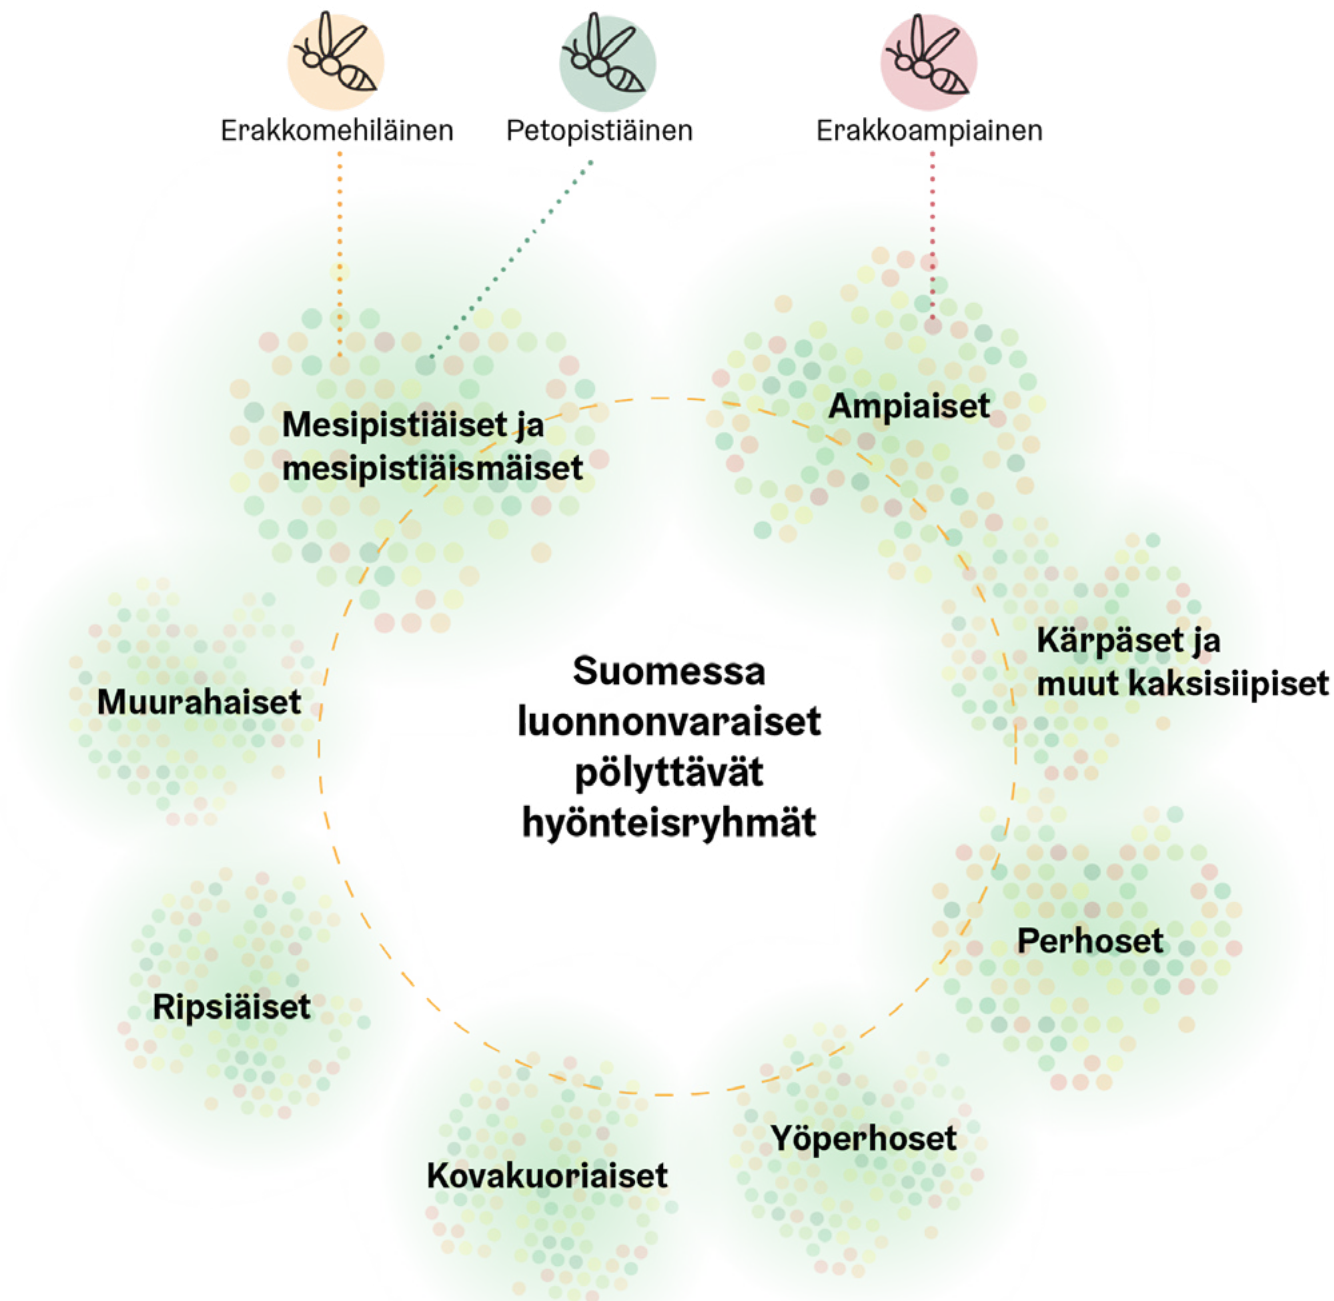 Erakkomehiläinen
Petopistiäinen
Erakkoampiainen
Mesipistiäiset ja
mesipistiäismäiset
Ampiaiset
Kärpäset ja
muut kaksisiipiset
Muurahaiset
Suomessa
luonnonvaraiset
pölyttävät
hyönteisryhmät
Perhoset
Ripsiäiset
Yöperhoset
Kovakuoriaiset